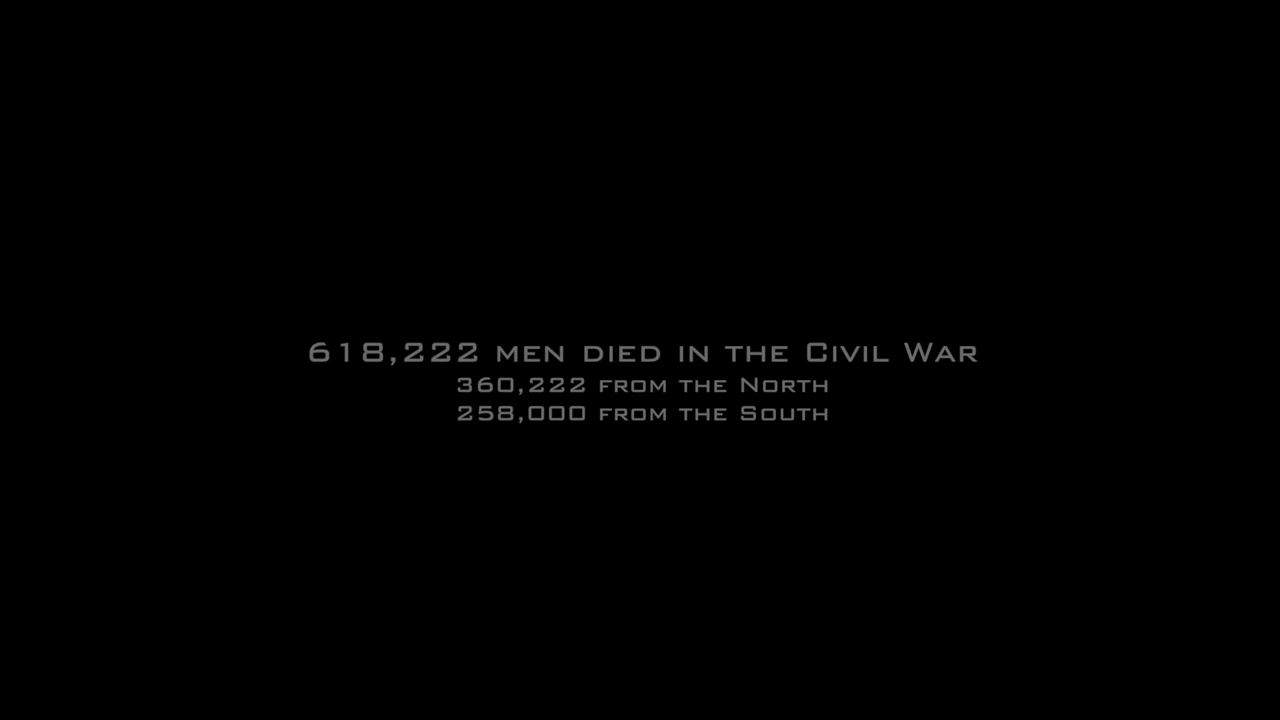 618,222 men died in the Civil War
360,222 from the North
258,000 from the South